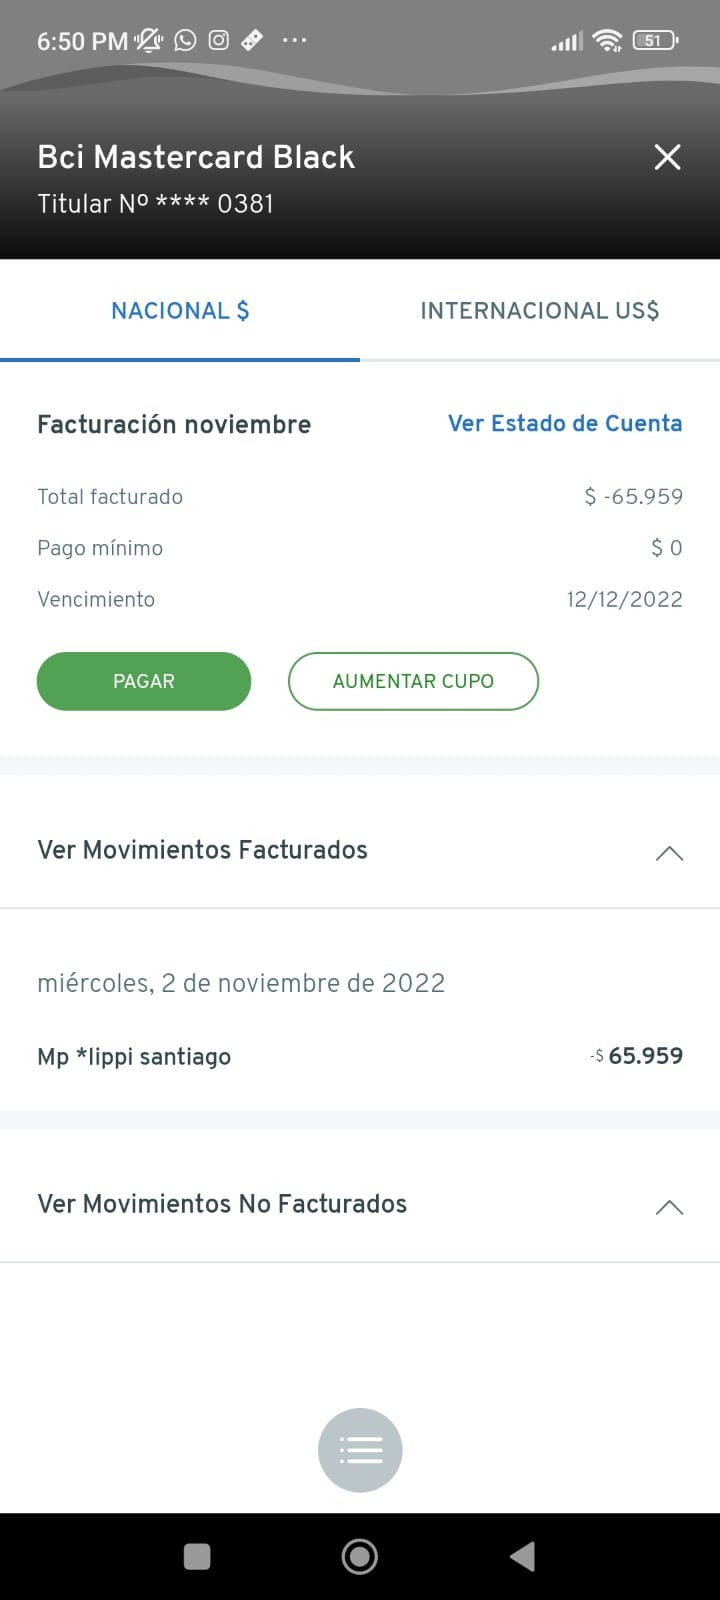 6:50 PM
51
Bci Mastercard Black
Titular Nº **** 0381
NACIONAL $ INTERNACIONAL US$
Facturación noviembre Ver Estado de Cuenta
Total facturado $ -65.959
Pago mínimo $ 0
Vencimiento 12/12/2022
PAGAR AUMENTAR CUPO
Ver Movimientos Facturados
miércoles, 2 de noviembre de 2022
Mp *lippi santiago -$ 65.959
Ver Movimientos No Facturados